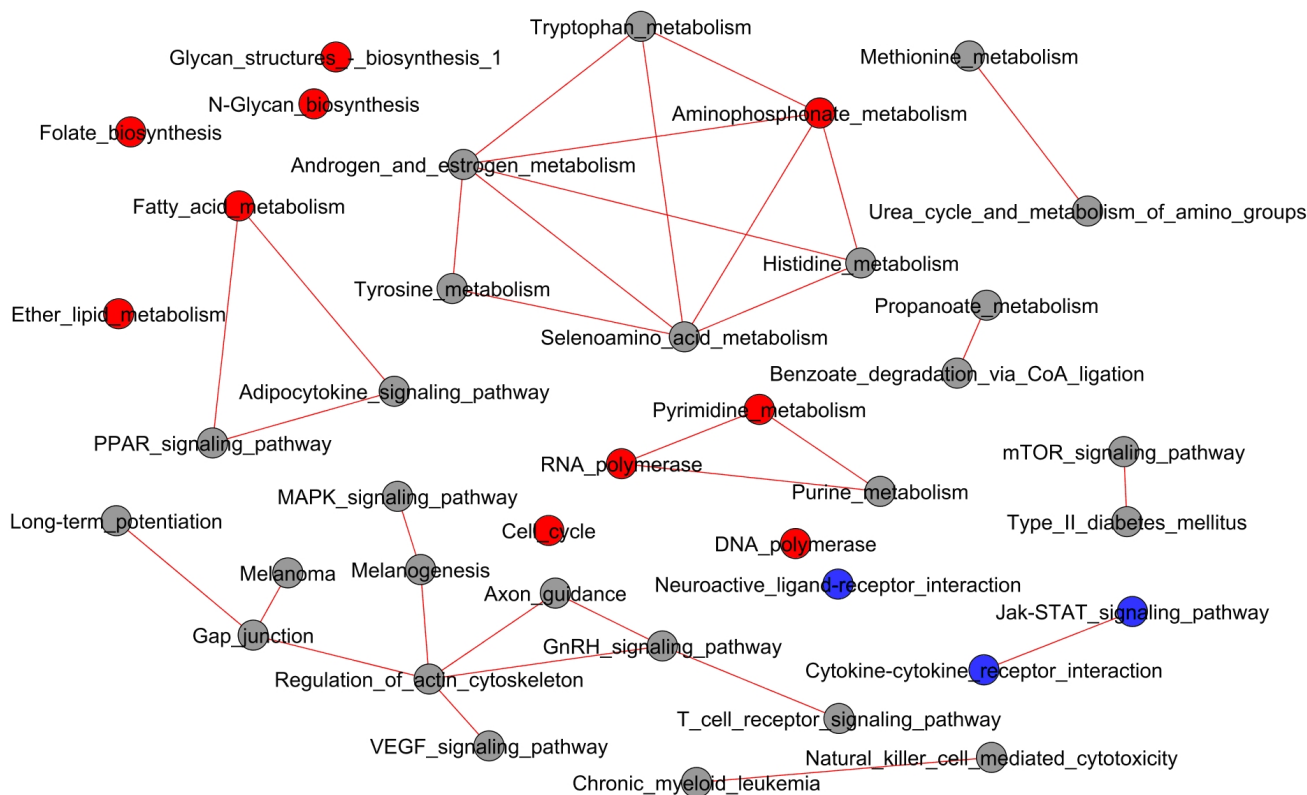 Tryptophan_metabolism
Glycan_structures_-_biosynthesis_1
Methionine_metabolism
N-Glycan_biosynthesis
Aminophosphonate_metabolism
Folate_biosynthesis
Androgen_and_estrogen_metabolism
Fatty_acid_metabolism
Urea_cycle_and_metabolism_of_amino_groups
Histidine_metabolism
Tyrosine_metabolism
Propanoate_metabolism
Ether_lipid_metabolism
Selenoamino_acid_metabolism
Benzoate_degradation_via_CoA_ligation
Adipocytokine_signaling_pathway
Pyrimidine_metabolism
PPAR_signaling_pathway
mTOR_signaling_pathway
RNA_polymerase
Purine_metabolism
MAPK_signaling_pathway
Long-term_potentiation
Type_II_diabetes_mellitus
Cell_cycle
DNA_polymerase
Melanoma
Melanogenesis
Neuroactive_ligand-receptor_interaction
Axon_guidance
Jak-STAT_signaling_pathway
Gap_junction
GnRH_signaling_pathway
Cytokine-cytokine_receptor_interaction
Regulation_of_actin_cytoskeleton
T_cell_receptor_signaling_pathway
VEGF_signaling_pathway
Natural_killer_cell_mediated_cytotoxicity
Chronic_myeloid_leukemia